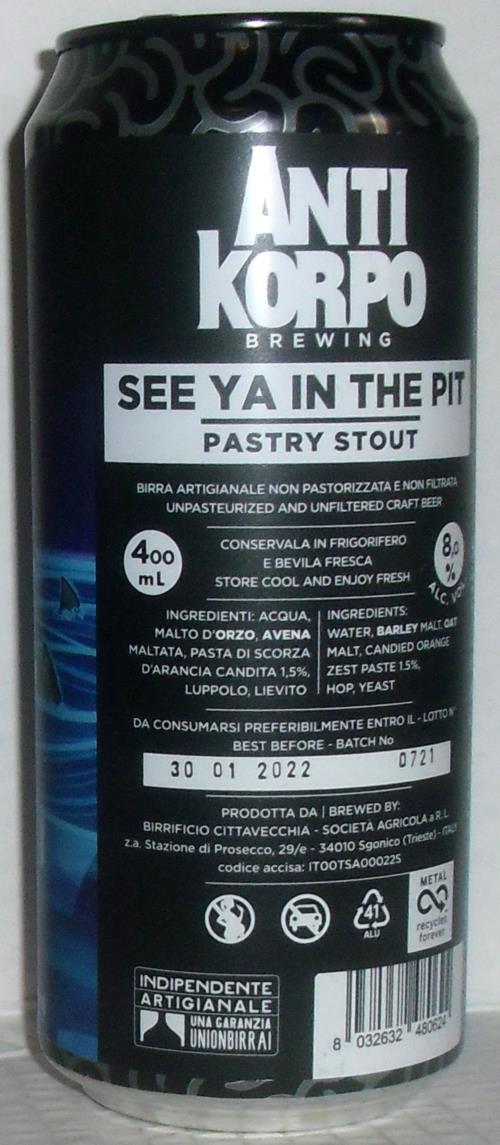 ANTI
KORPO
BREWING
SEE YA IN THE PIT
PASTRY STOUT
BIRRA ARTIGIANALE NON PASTORIZZATA E NON FILTRATA
UNPASTEURIZED AND UNFILTERED CRAFT BEER
400
mL
CONSERVALA IN FRIGORIFERO
E BEVILA FRESCA
STORE COOL AND ENJOY FRESH
8,0
%
ALC. VOL
INGREDIENTI: ACQUA,
MALTO D'ORZO, AVENA
MALTATA, PASTA DI SCORZA
D'ARANCIA CANDITA 1,5%,
LUPPOLO, LIEVITO
INGREDIENTS:
WATER, BARLEY MALT, OAT
MALT, CANDIED ORANGE
ZEST PASTE 1.5%,
HOP, YEAST
DA CONSUMARSI PREFERIBILMENTE ENTRO IL - LOTTO N°
BEST BEFORE - BATCH No
30 01 2022 0721
PRODOTTA DA | BREWED BY:
BIRRIFICIO CITTAVECCHIA - SOCIETÀ AGRICOLA a R.L.
z.a. Stazione di Prosecco, 29/e - 34010 Sgonico (Trieste) - ITALY
codice accisa: IT00TSA00022S
41
ALU
METAL
recycles
forever
INDIPENDENTE
ARTIGIANALE
UNA GARANZIA
UNIONBIRRAI
8 032632 480624